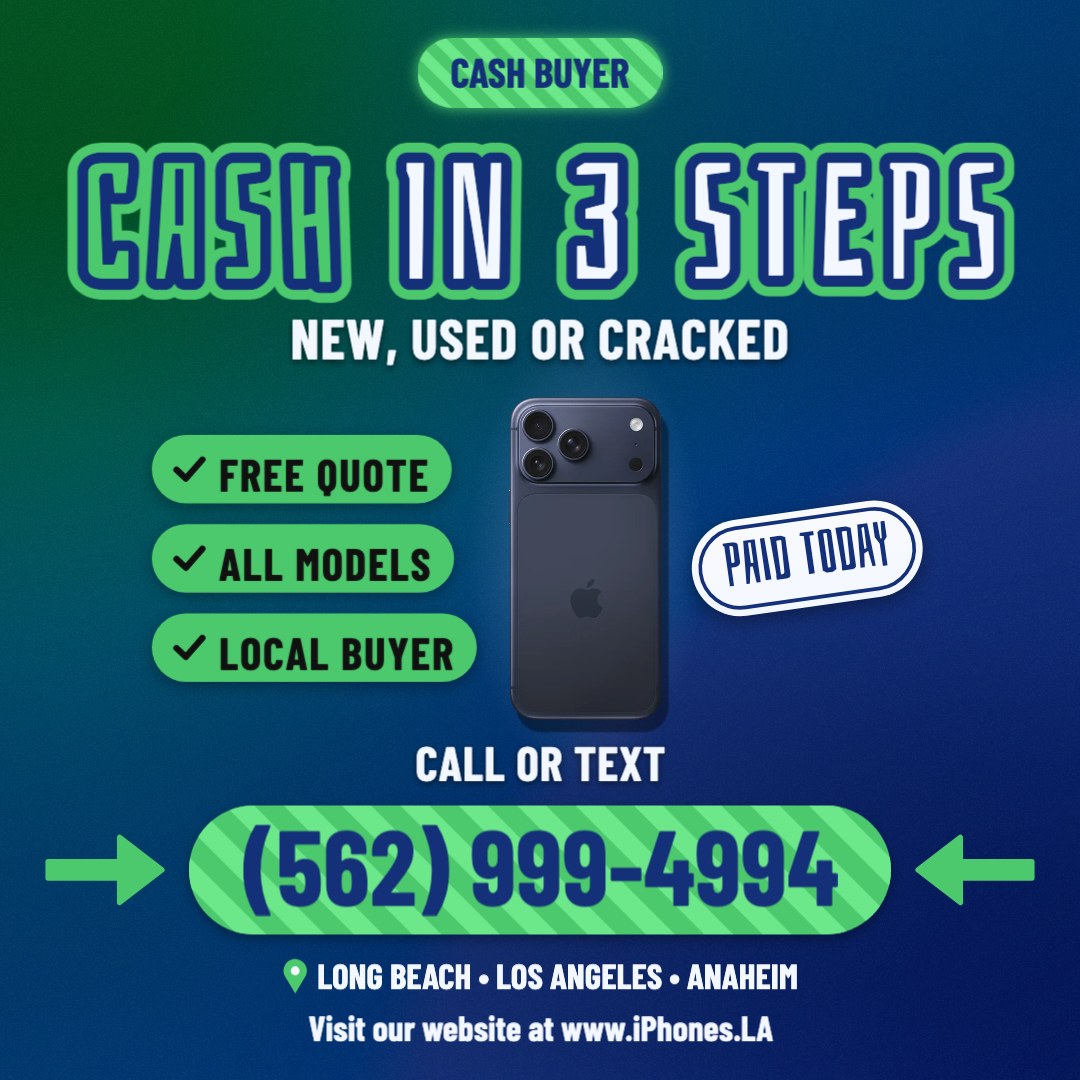 CASH BUYER
CASH IN 3 STEPS
NEW, USED OR CRACKED
FREE QUOTE
ALL MODELS
LOCAL BUYER
PAID TODAY
CALL OR TEXT
(562) 999-4994
LONG BEACH • LOS ANGELES • ANAHEIM
Visit our website at www.iPhones.LA